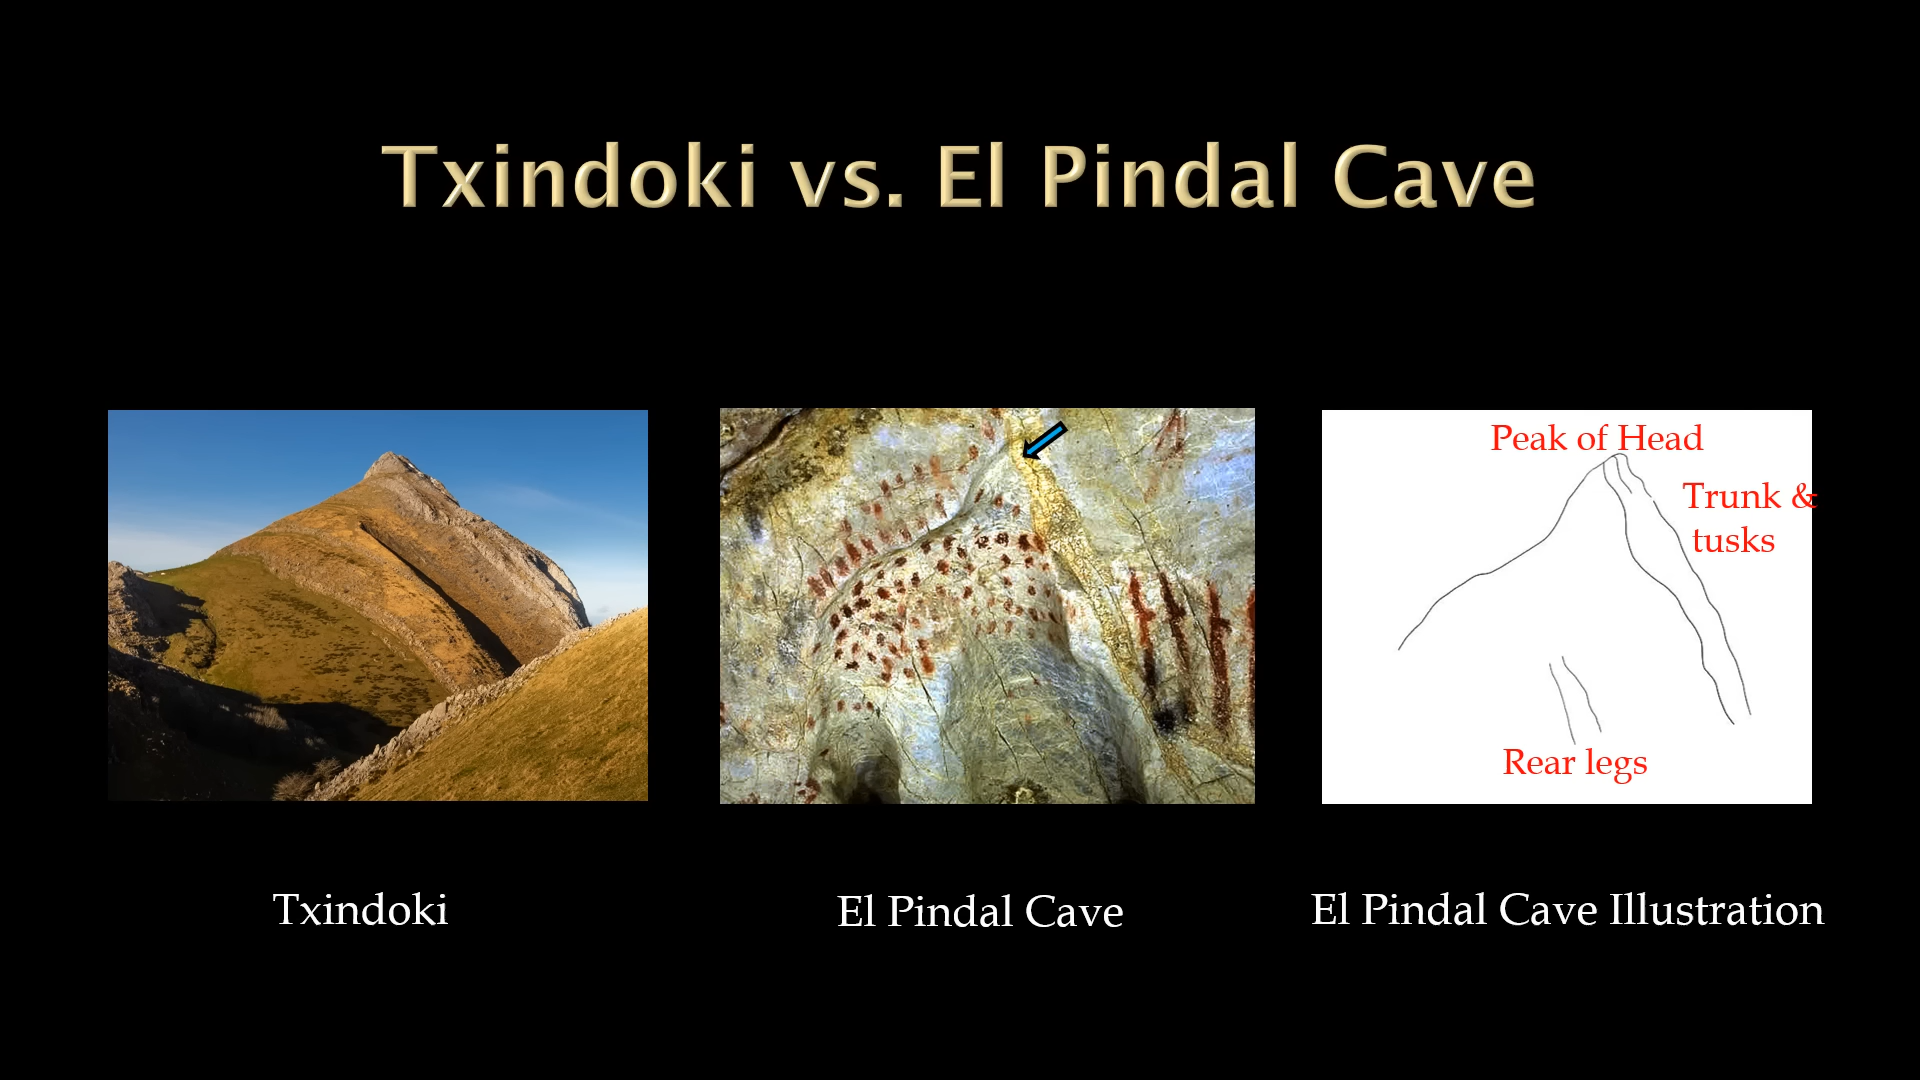 Txindoki vs. El Pindal Cave
Peak of Head
Trunk &
tusks
Rear legs
Txindoki
El Pindal Cave
El Pindal Cave Illustration